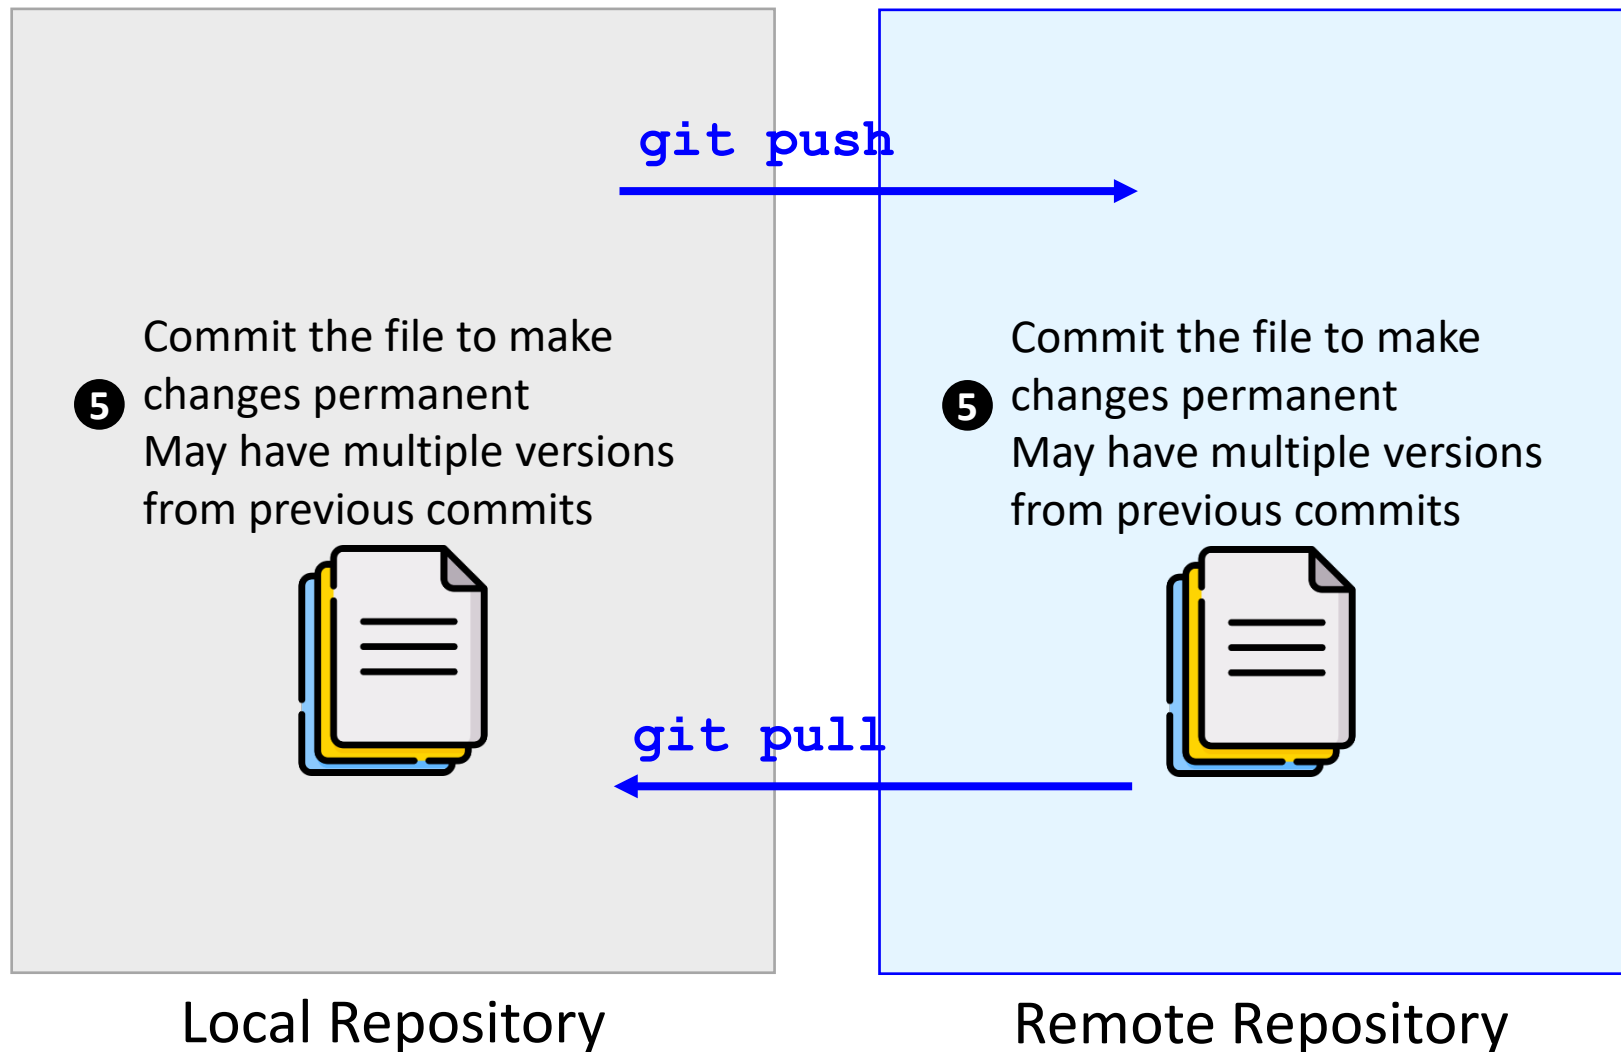 git push
Commit the file to make
5 changes permanent
May have multiple versions
from previous commits
Commit the file to make
5 changes permanent
May have multiple versions
from previous commits
git pull
Local Repository
Remote Repository